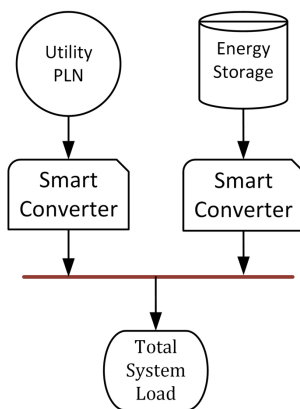 Utility
PLN
Energy
Storage
Smart
Converter
Smart
Converter
Total
System
Load